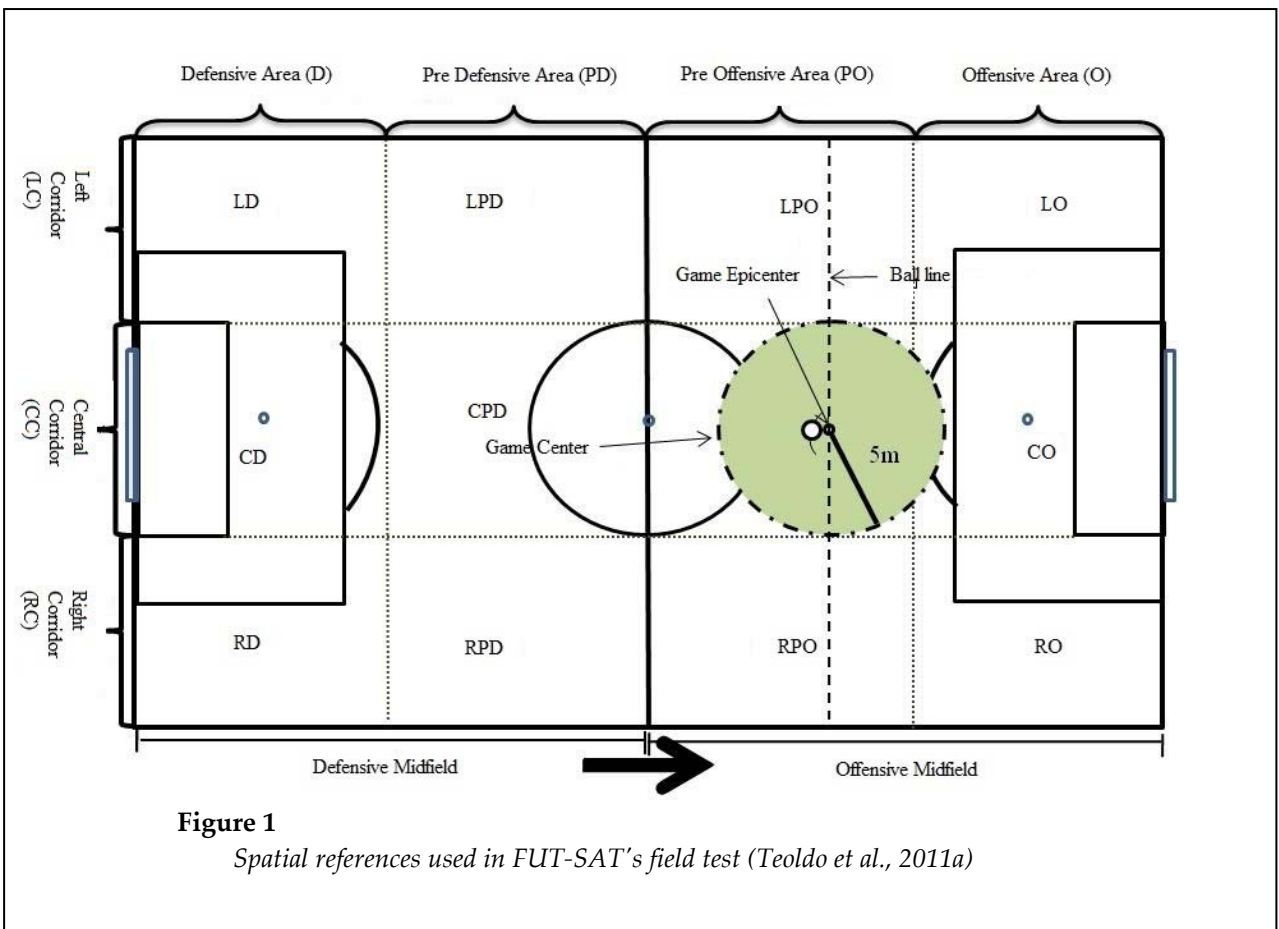 Defensive Area (D)
Pre Defensive Area (PD)
Pre Offensive Area (PO)
Offensive Area (O)
Left
Corridor
(LC)
LD
LPD
LPO
LO
Game Epicenter
Ball line
Central
Corridor
(CC)
CPD
Game Center
CD
5m
CO
Right
Corridor
(RC)
RD
RPD
RPO
RO
Defensive Midfield
Offensive Midfield
Figure 1
Spatial references used in FUT-SAT's field test (Teoldo et al., 2011a)